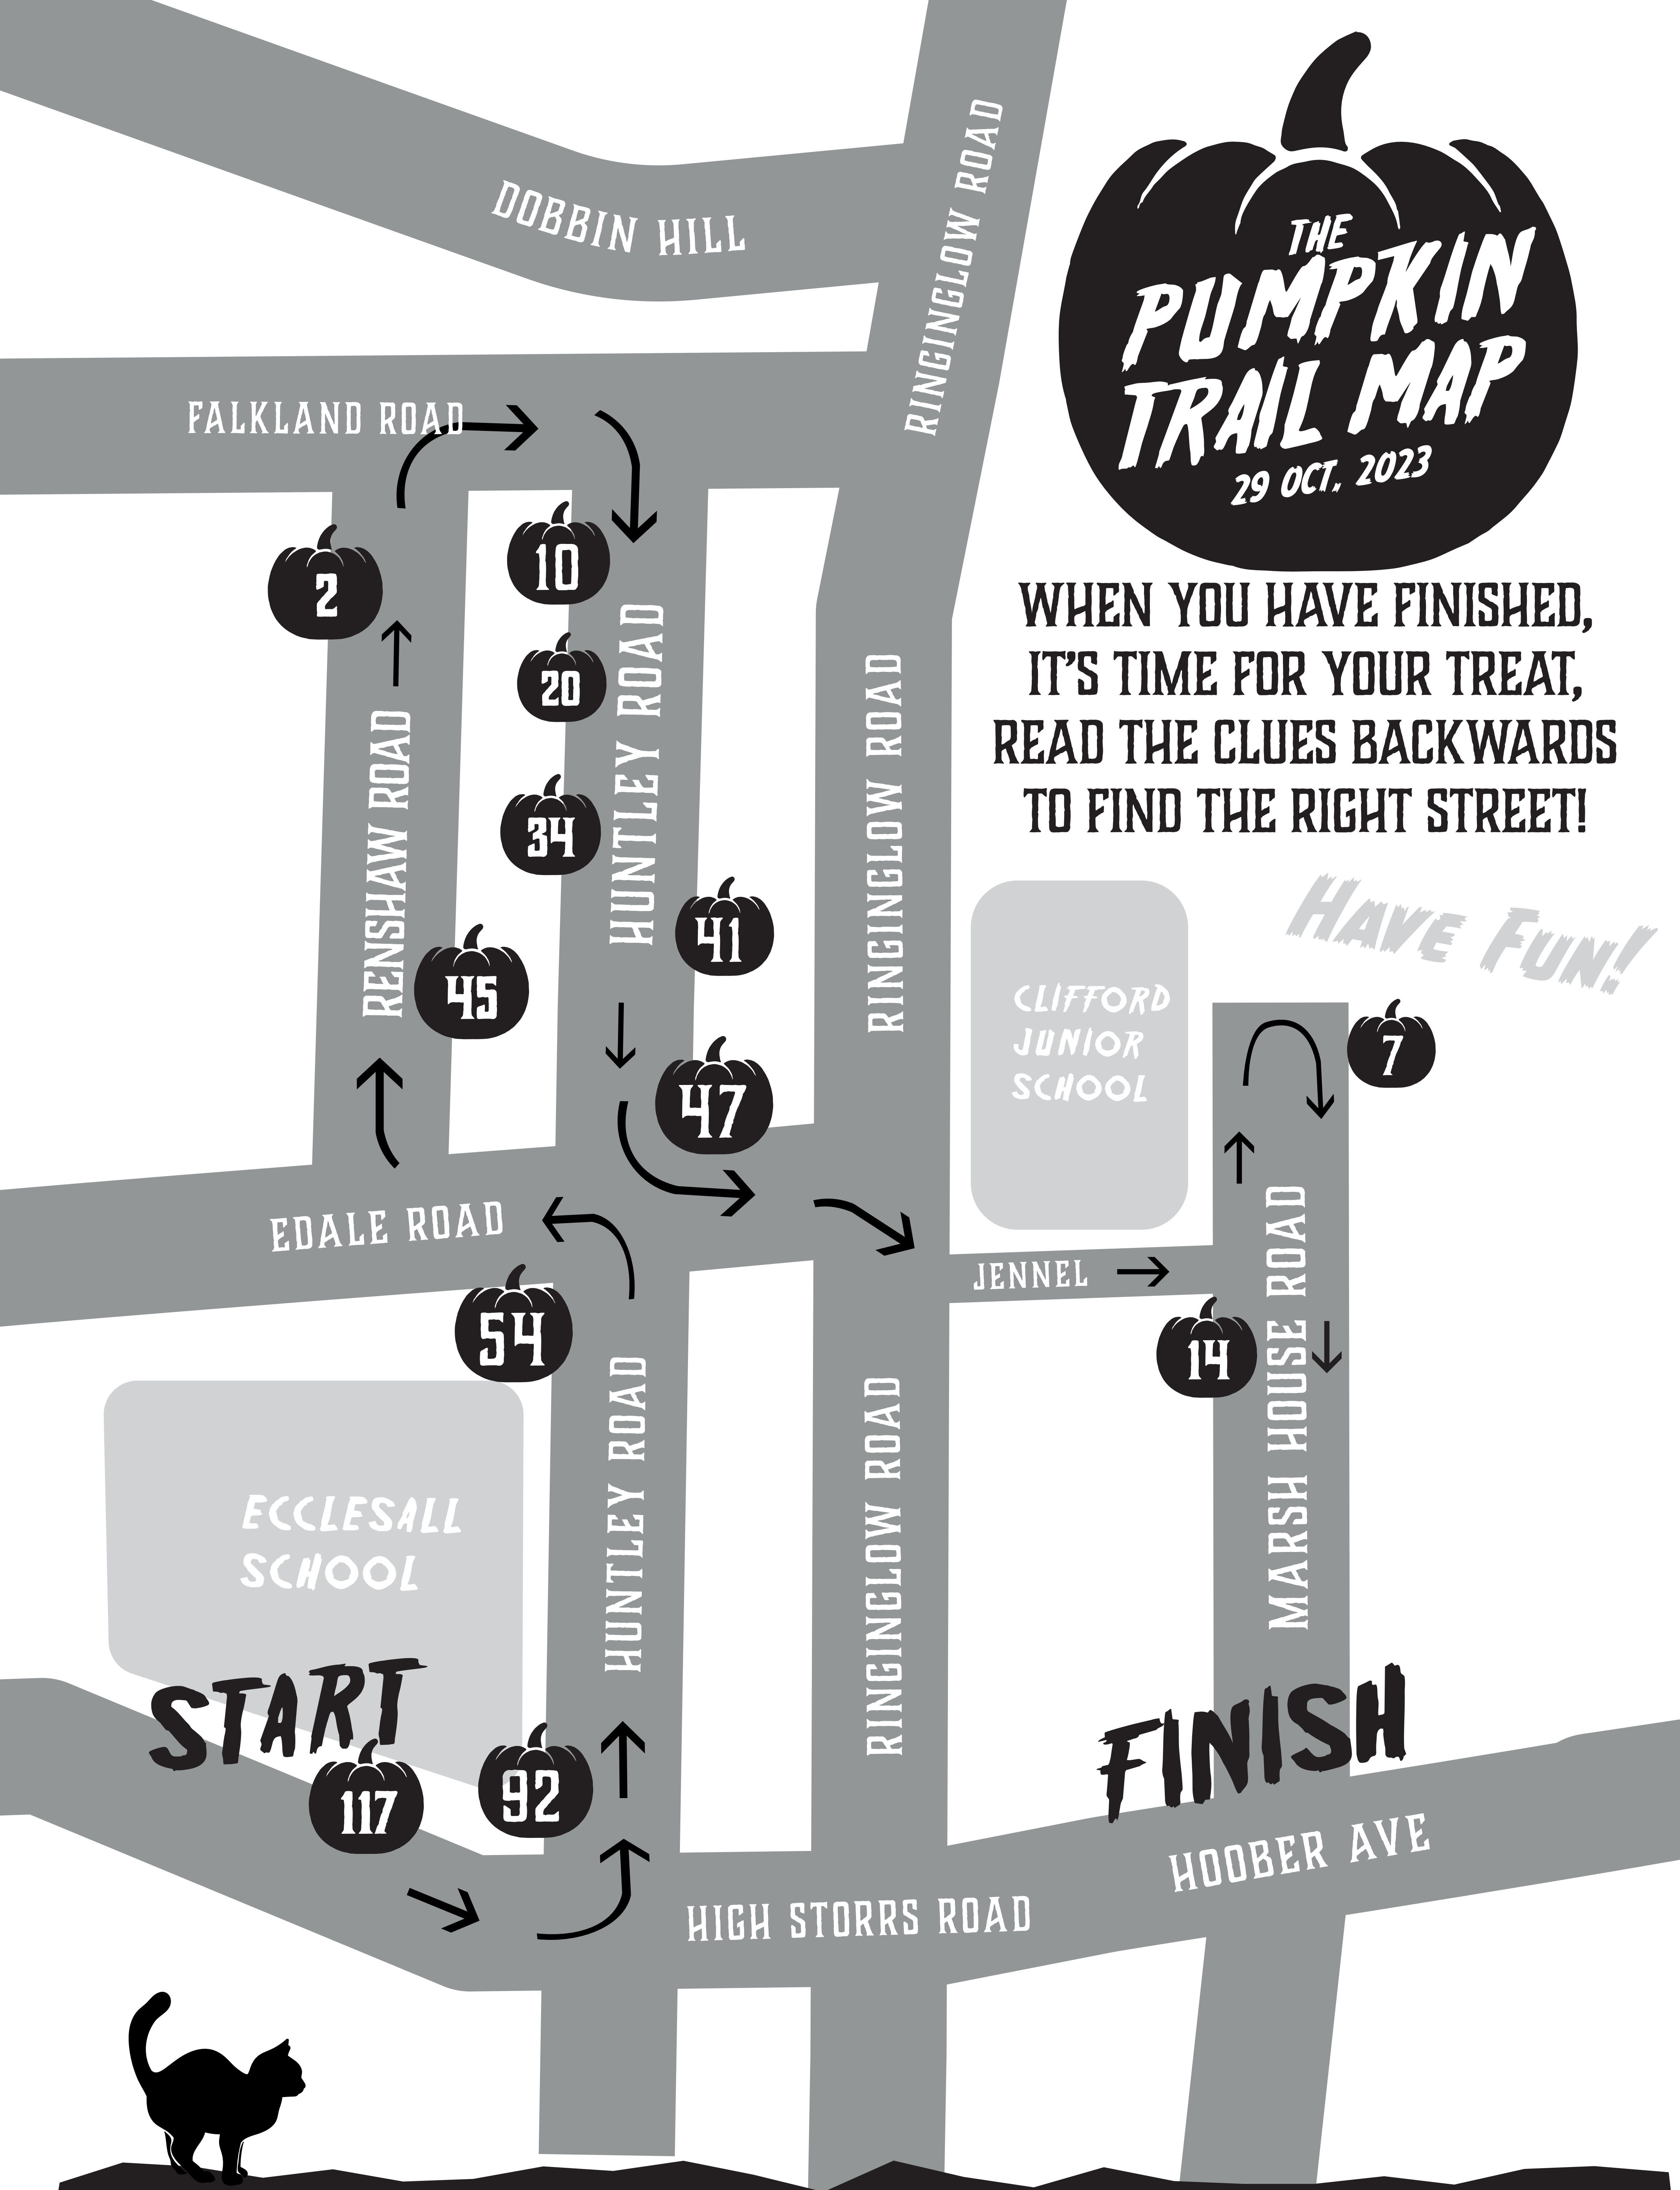 THE
PUMPKIN
TRAIL MAP
29 OCT. 2023
WHEN YOU HAVE FINISHED,
IT'S TIME FOR YOUR TREAT,
READ THE CLUES BACKWARDS
TO FIND THE RIGHT STREET!
HAVE FUN!
DOBBIN HILL
RINGINGLOW ROAD
FALKLAND ROAD
2
10
20
34
41
45
47
RENSHAW ROAD
HUNTLEY ROAD
RINGINGLOW ROAD
CLIFFORD
JUNIOR
SCHOOL
7
EDALE ROAD
JENNEL
54
14
MARSH HOUSE ROAD
HUNTLEY ROAD
RINGINGLOW ROAD
ECCLESALL
SCHOOL
START
117
92
FINISH
HOOBER AVE
HIGH STORRS ROAD